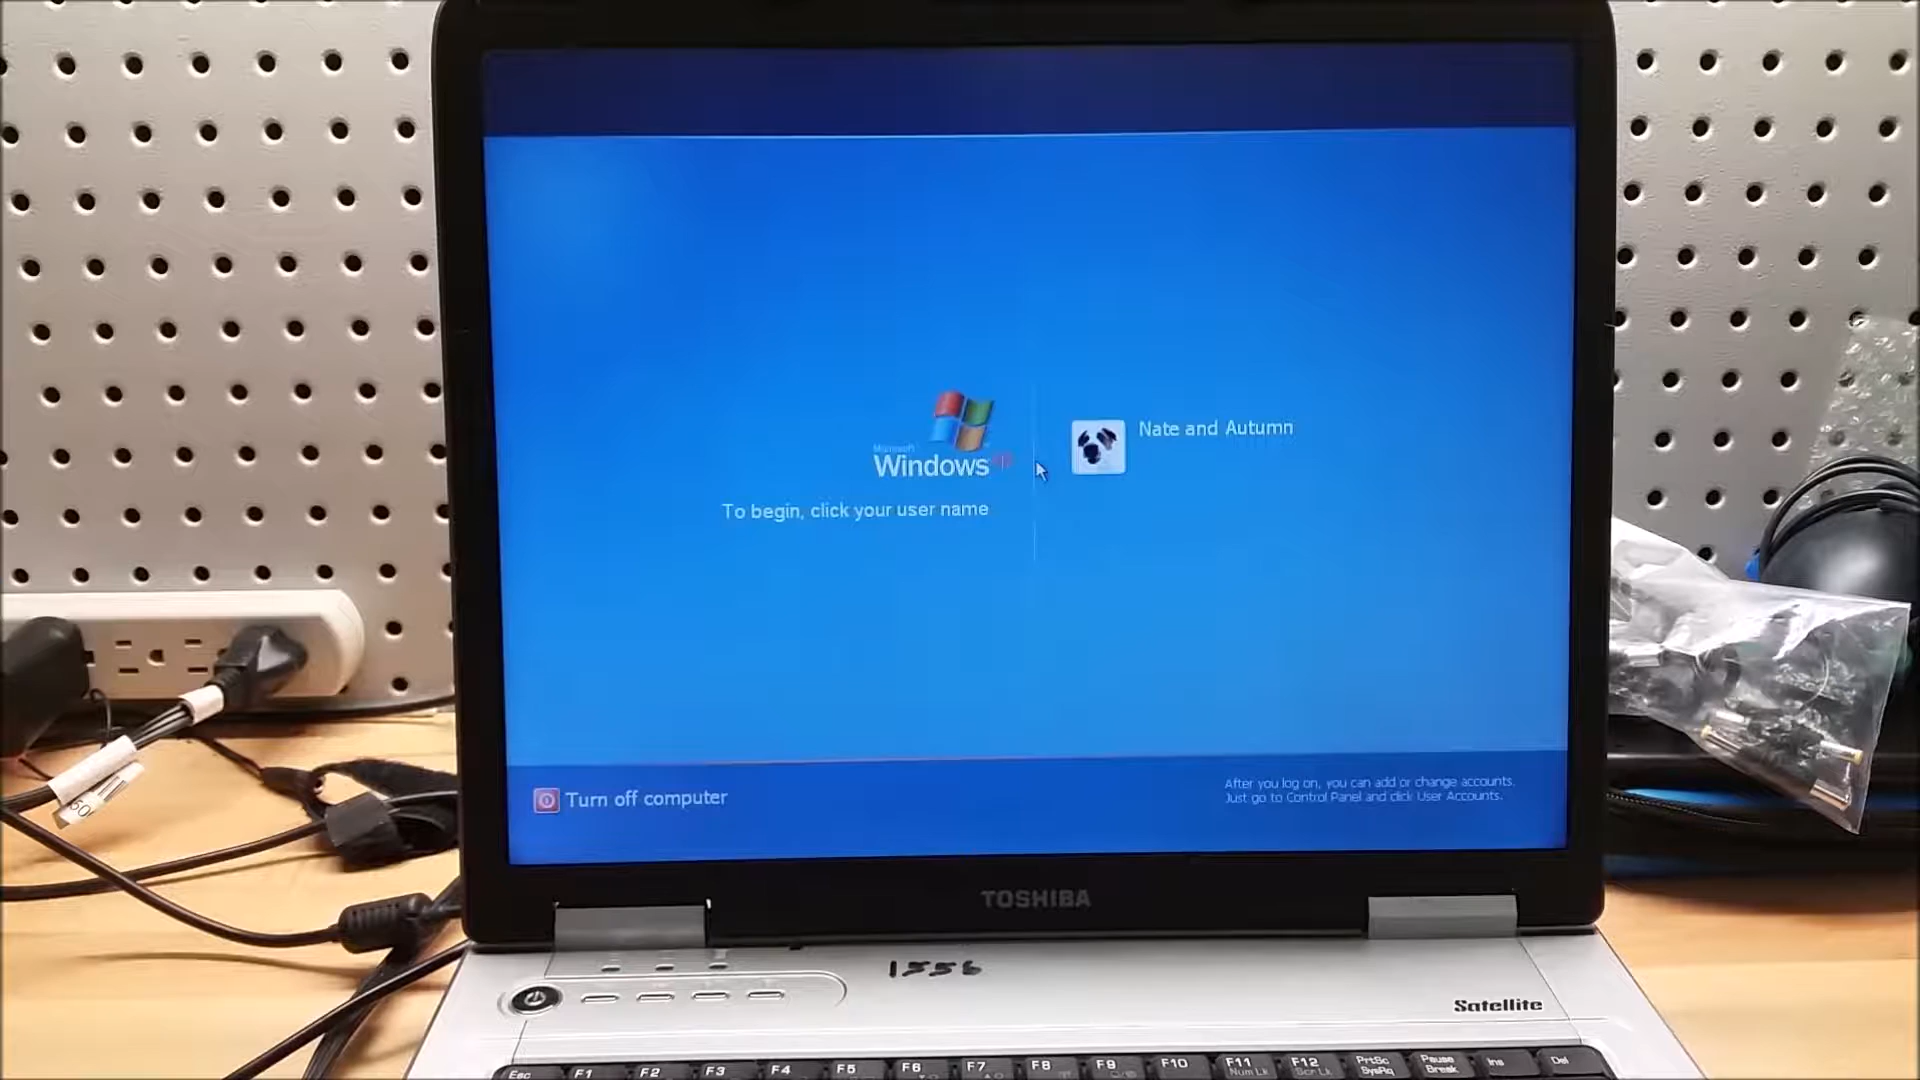 Microsoft
Windows xp
Nate and Autumn
To begin, click your user name
Turn off computer
After you log on, you can add or change accounts.
Just go to Control Panel and click User Accounts.
TOSHIBA
1556
Satellite
Esc F1 F2 F3 F4 F5 F6 F7 F8 F9 F10 F11 F12 PrtSc Pause Ins Del
Num Lk Scr Lk SysRq Break